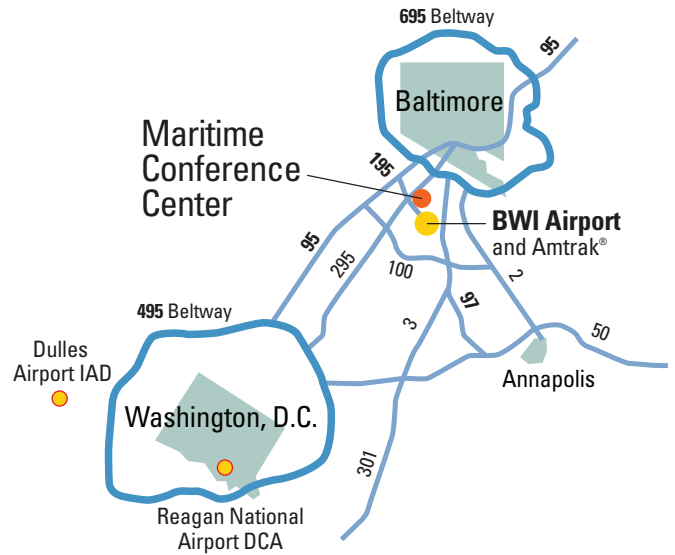 695 Beltway
95
Baltimore
Maritime
Conference
Center
195
BWI Airport
and Amtrak®
95
295
100
2
97
3
495 Beltway
50
Dulles
Airport IAD
Annapolis
Washington, D.C.
301
Reagan National
Airport DCA